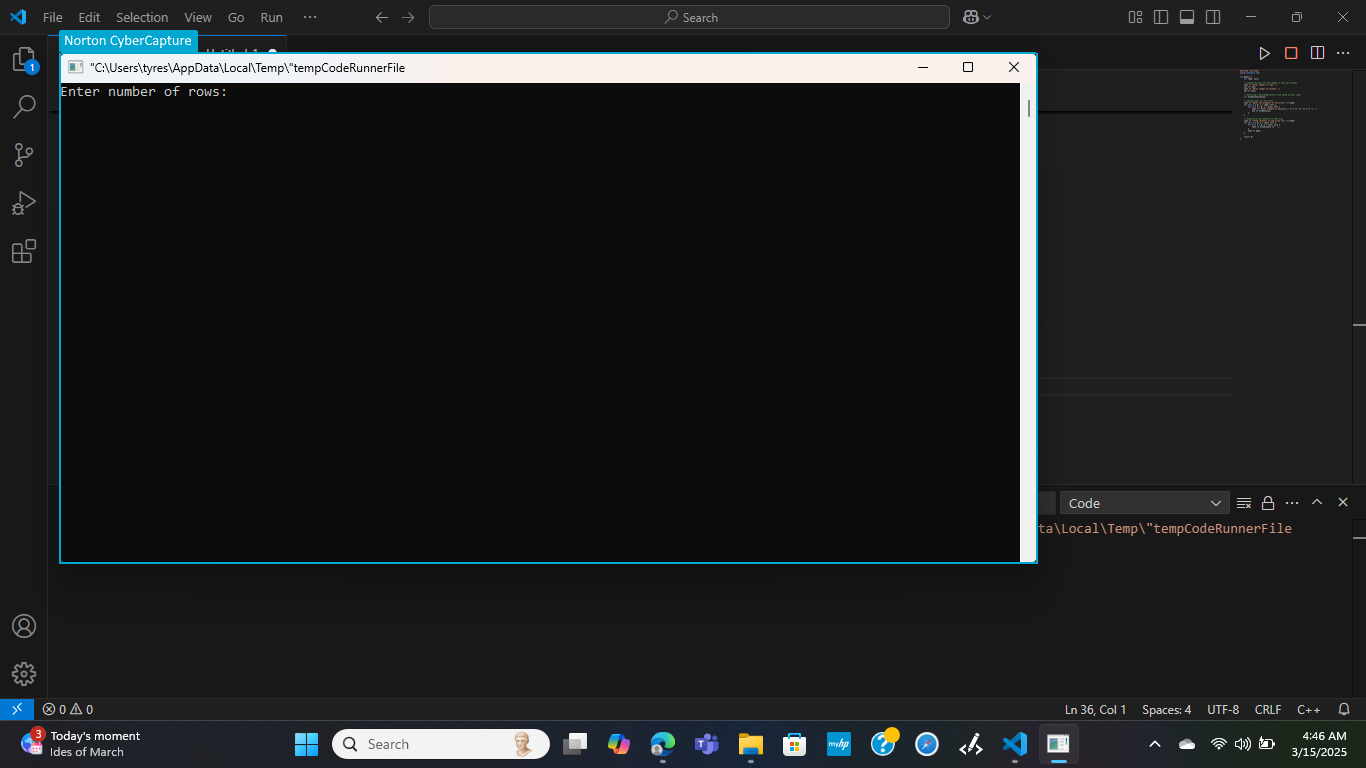 File Edit Selection View Go Run ···
Search
Norton CyberCapture
"C:\Users\tyres\AppData\Local\Temp\"tempCodeRunnerFile
Enter number of rows:
1
Code
ta\Local\Temp\"tempCodeRunnerFile
0 0
Ln 36, Col 1 Spaces: 4 UTF-8 CRLF C++
3
Today's moment
Ides of March
Search
myhp
4:46 AM
3/15/2025